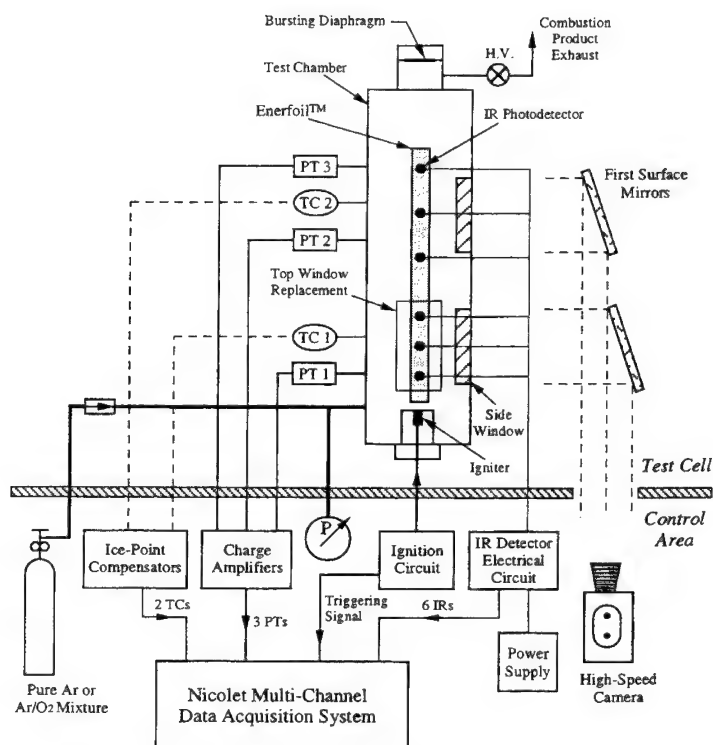 Bursting Diaphragm
Combustion
Product
Exhaust
H.V.
Test Chamber
Enerfoil™
IR Photodetector
PT 3
First Surface
Mirrors
TC 2
PT 2
Top Window
Replacement
TC 1
PT 1
Side
Window
Igniter
Test Cell
Control
Area
P
Ice-Point
Compensators
Charge
Amplifiers
Ignition
Circuit
IR Detector
Electrical
Circuit
2 TCs
3 PTs
Triggering
Signal
6 IRs
Power
Supply
Pure Ar or
Ar/O2 Mixture
Nicolet Multi-Channel
Data Acquisition System
High-Speed
Camera